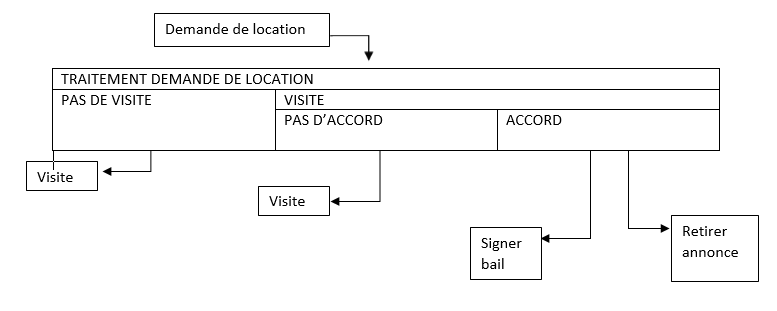 Demande de location
TRAITEMENT DEMANDE DE LOCATION
PAS DE VISITE
VISITE
PAS D’ACCORD
ACCORD
Visite
Visite
Signer
bail
Retirer
annonce